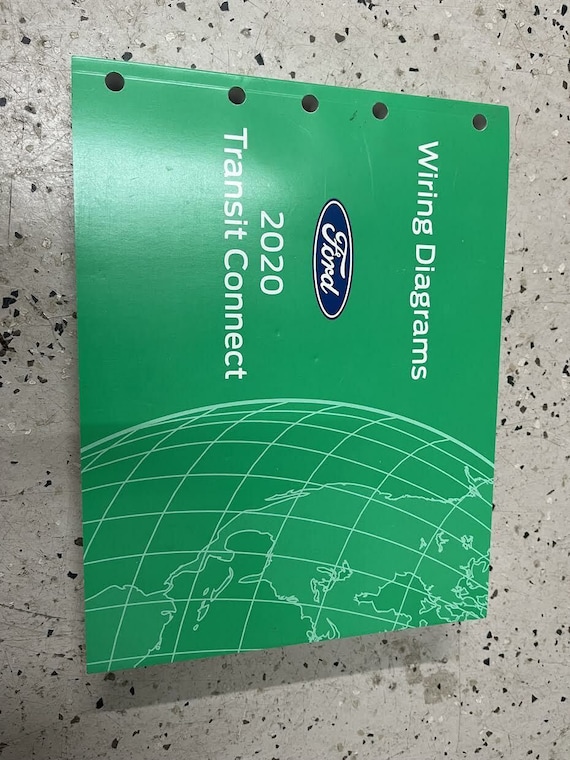 Wiring Diagrams
Ford
2020
Transit Connect